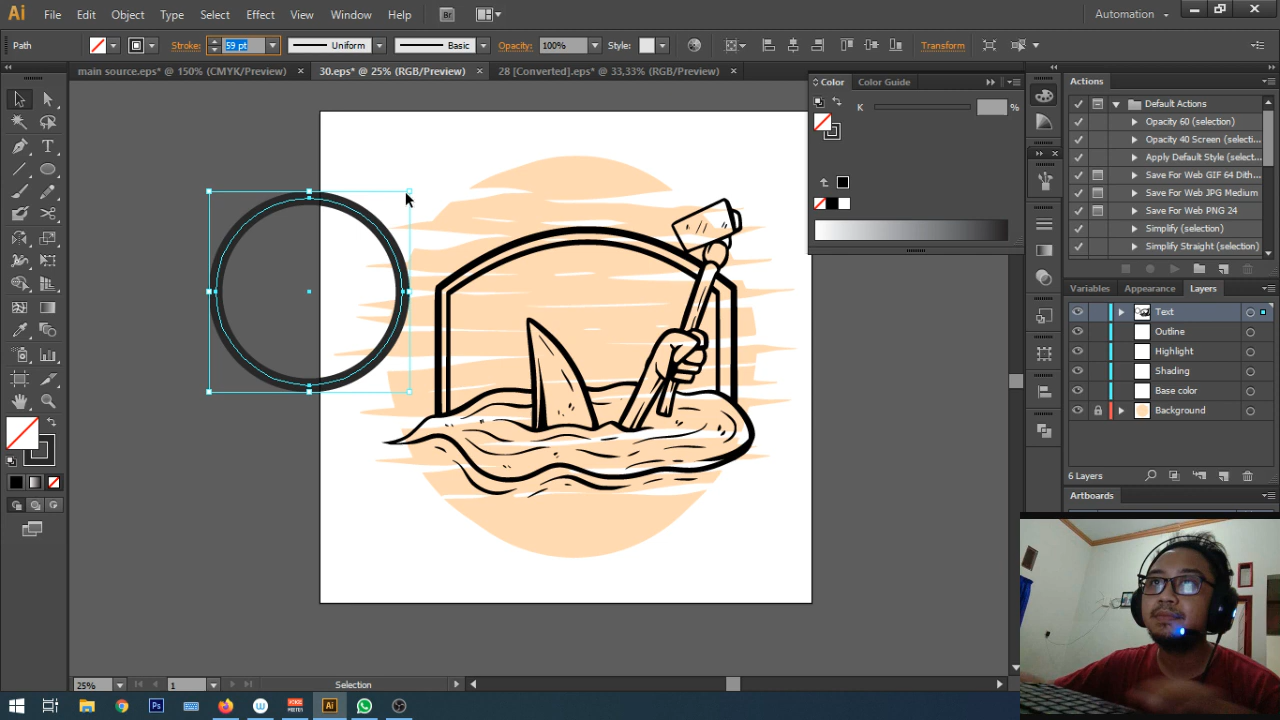 Ai File Edit Object Type Select Effect View Window Help Br Automation
Path Stroke: 59 pt Uniform Basic Opacity: 100% Style: Transform
main source.eps* @ 150% (CMYK/Preview) × 30.eps* @ 25% (RGB/Preview) × 28 [Converted].eps* @ 33,33% (RGB/Preview) ×
Color Color Guide
K %
Actions
Default Actions
Opacity 60 (selection)
Opacity 40 Screen (selecti...
Apply Default Style (select...
Save For Web GIF 64 Dith...
Save For Web JPG Medium
Save For Web PNG 24
Simplify (selection)
Simplify Straight (selection)
Variables Appearance Layers
Text
Outline
Highlight
Shading
Base color
Background
6 Layers
Artboards
25% 1 Selection
Ps W Ai